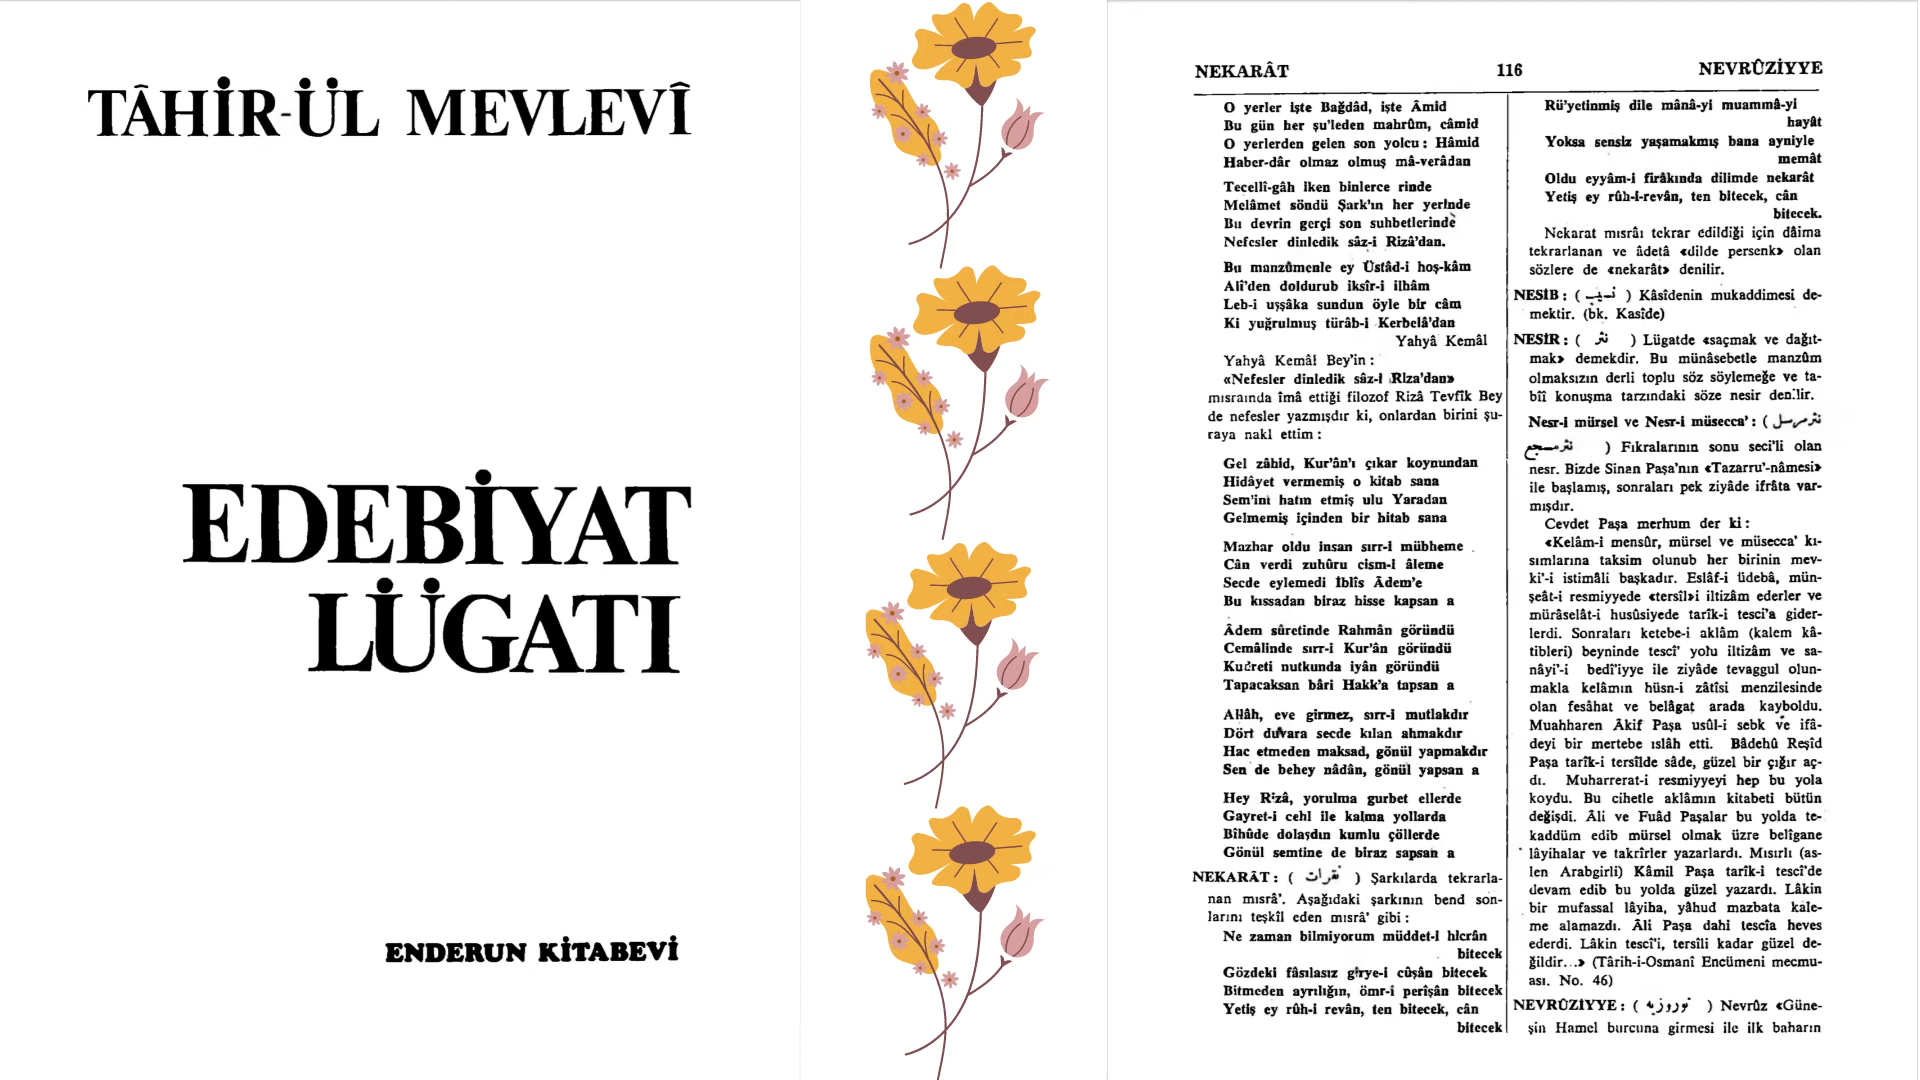 TÂHİR-ÜL MEVLEVÎ
EDEBİYAT
LÜGATI
ENDERUN KİTABEVİ
NEKARÂT 116 NEVRÛZİYYE
O yerler işte Bağdâd, işte Âmid
Bu gün her şu'leden mahrûm, câmid
O yerlerden gelen son yolcu : Hâmid
Haber-dâr olmaz olmuş mâ-verâdan
Tecellî-gâh iken binlerce rinde
Melâmet söndü Şark'ın her yerinde
Bu devrin gerçi son suhbetlerinde
Nefesler dinledik sâz-i Rizâ'dan.
Bu manzûmenle ey Üstâd-i hoş-kâm
Alî'den doldurub iksîr-i ilhâm
Leb-i uşşâka sundun öyle bir câm
Ki yuğrulmuş türâb-i Kerbelâ'dan
Yahyâ Kemâl
Yahyâ Kemâl Bey'in :
«Nefesler dinledik sâz-i Riza'dan»
mısraında îmâ ettiği filozof Rizâ Tevfîk Bey
de nefesler yazmışdır ki, onlardan birini şu-
raya nakl ettim :
Gel zâhid, Kur'ân'ı çıkar koynundan
Hidâyet vermemiş o kitab sana
Sem'ini hatm etmiş ulu Yaradan
Gelmemiş içinden bir hitab sana
Mazhar oldu insan sırr-i mübheme
Cân verdi zuhûru cism-i âleme
Secde eylemedi İblîs Âdem'e
Bu kıssadan biraz hisse kapsan a
Âdem sûretinde Rahmân göründü
Cemâlinde sırr-i Kur'ân göründü
Kudreti nutkunda iyân göründü
Tapacaksan bâri Hakk'a tapsan a
Allâh, eve girmez, sırr-i mutlakdır
Dört duvara secde kılan ahmakdır
Hac etmeden maksad, gönül yapmakdır
Sen de behey nâdân, gönül yapsan a
Hey Rizâ, yorulma gurbet ellerde
Gayret-i cehl ile kalma yollarda
Bîhûde dolaşdın kumlu çöllerde
Gönül semtine de biraz sapsan a
NEKARÂT : ( نقرات ) Şarkılarda tekrarla-
nan mısrâ'. Aşağıdaki şarkının bend son-
larını teşkîl eden mısrâ' gibi :
Ne zaman bilmiyorum müddet-i hicrân
bitecek
Gözdeki fâsılasız girye-i cûşân bitecek
Bitmeden ayrılığın, ömr-i perîşân bitecek
Yetiş ey rûh-i revân, ten bitecek, cân
bitecek
Rü'yetinmiş dile mânâ-yi muammâ-yi
hayât
Yoksa sensiz yaşamakmış bana ayniyle
memât
Oldu eyyâm-i firâkında dilimde nekarât
Yetiş ey rûh-i-revân, ten bitecek, cân
bitecek.
Nekarat mısrâı tekrar edildiği için dâima
tekrarlanan ve âdetâ «dilde persenk» olan
sözlere de «nekarât» denilir.
NESİB : ( نسيب ) Kâsîdenin mukaddimesi de-
mektir. (bk. Kasîde)
NESİR : ( نثر ) Lügatde «saçmak ve dağıt-
mak» demekdir. Bu münâsebetle manzûm
olmaksızın derli toplu söz söylemeğe ve ta-
bîî konuşma tarzındaki söze nesir denilir.
Nesr-i mürsel ve Nesr-i müsecca' : ( نثر مرسل
نثر مسجع ) Fıkralarının sonu seci'li olan
nesr. Bizde Sinan Paşa'nın «Tazarru'-nâmesi»
ile başlamış, sonraları pek ziyâde ifrâta var-
mışdır.
Cevdet Paşa merhum der ki :
«Kelâm-i mensûr, mürsel ve müsecca' kı-
sımlarına taksim olunub her birinin mev-
ki'-i istimâli başkadır. Eslâf-i üdebâ, mün-
şeât-i resmiyyede «tersîl»i iltizâm ederler ve
mürâselât-i husûsiyede tarîk-i tesci'a gider-
lerdi. Sonraları ketebe-i aklâm (kalem kâ-
tibleri) beyninde tescî' yolu iltizâm ve sa-
nâyi'-i bedî'iyye ile ziyâde tevaggul olun-
makla kelâmın hüsn-i zâtîsi menzilesinde
olan fesâhat ve belâgat arada kayboldu.
Muahharen Âkif Paşa usûl-i sebk ve ifâ-
deyi bir mertebe ıslâh etti. Bâdehû Reşîd
Paşa tarîk-i tersîlde sâde, güzel bir çığır aç-
dı. Muharrerat-i resmiyyeyi hep bu yola
koydu. Bu cihetle aklâmın kitabeti bütün
değişdi. Âli ve Fuâd Paşalar bu yolda te-
kaddüm edib mürsel olmak üzre belîgane
lâyihalar ve takrîrler yazarlardı. Mısırlı (as-
len Arabgirli) Kâmil Paşa tarîk-i tescî'de
devam edib bu yolda güzel yazardı. Lâkin
bir mufassal lâyiha, yâhud mazbata kale-
me alamazdı. Âli Paşa dahi tescîa heves
ederdi. Lâkin tescî'i, tersîli kadar güzel de-
ğildir...» (Târih-i-Osmanî Encümeni mecmu-
ası. No. 46)
NEVRÛZİYYE : ( نوروزيه ) Nevrûz «Güne-
şin Hamel burcuna girmesi ile ilk baharın